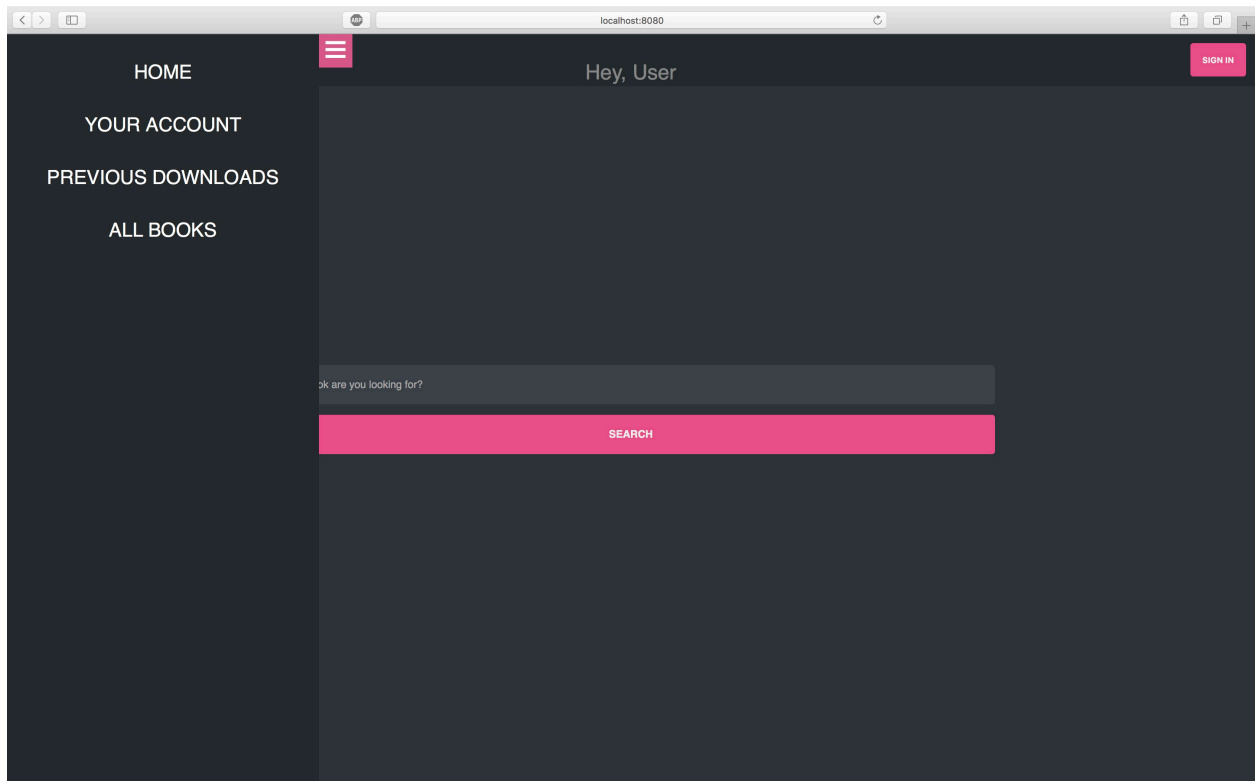 ABP
localhost:8080
HOME
YOUR ACCOUNT
PREVIOUS DOWNLOADS
ALL BOOKS
Hey, User
SIGN IN
ok are you looking for?
SEARCH